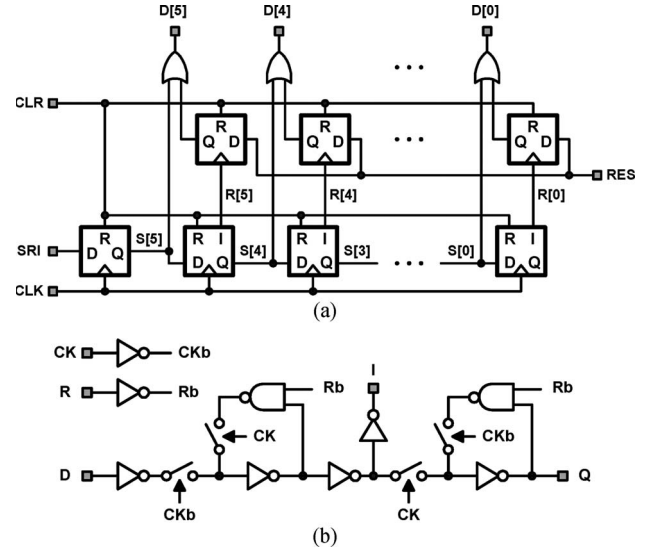 D[5] D[4] D[0]
CLR
R R R
Q D Q D Q D
RES
R[5] R[4] R[0]
R S[5] R I S[4] R I S[3] S[0] R I
SRI D Q D Q D Q D Q
CLK
(a)
CK CKb I
R Rb Rb Rb
CK CKb
D Q
CKb CK
(b)